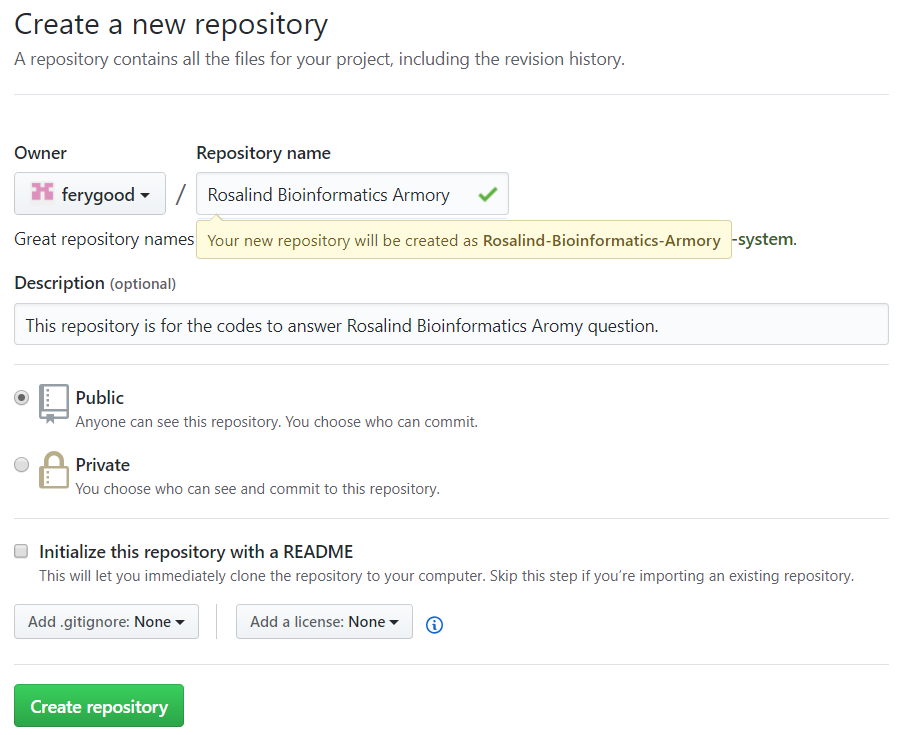 Create a new repository
A repository contains all the files for your project, including the revision history.
Owner
Repository name
ferygood / Rosalind Bioinformatics Armory
Great repository names
Your new repository will be created as Rosalind-Bioinformatics-Armory
-system.
Description (optional)
This repository is for the codes to answer Rosalind Bioinformatics Aromy question.
Public
Anyone can see this repository. You choose who can commit.
Private
You choose who can see and commit to this repository.
Initialize this repository with a README
This will let you immediately clone the repository to your computer. Skip this step if you’re importing an existing repository.
Add .gitignore: None
Add a license: None
Create repository